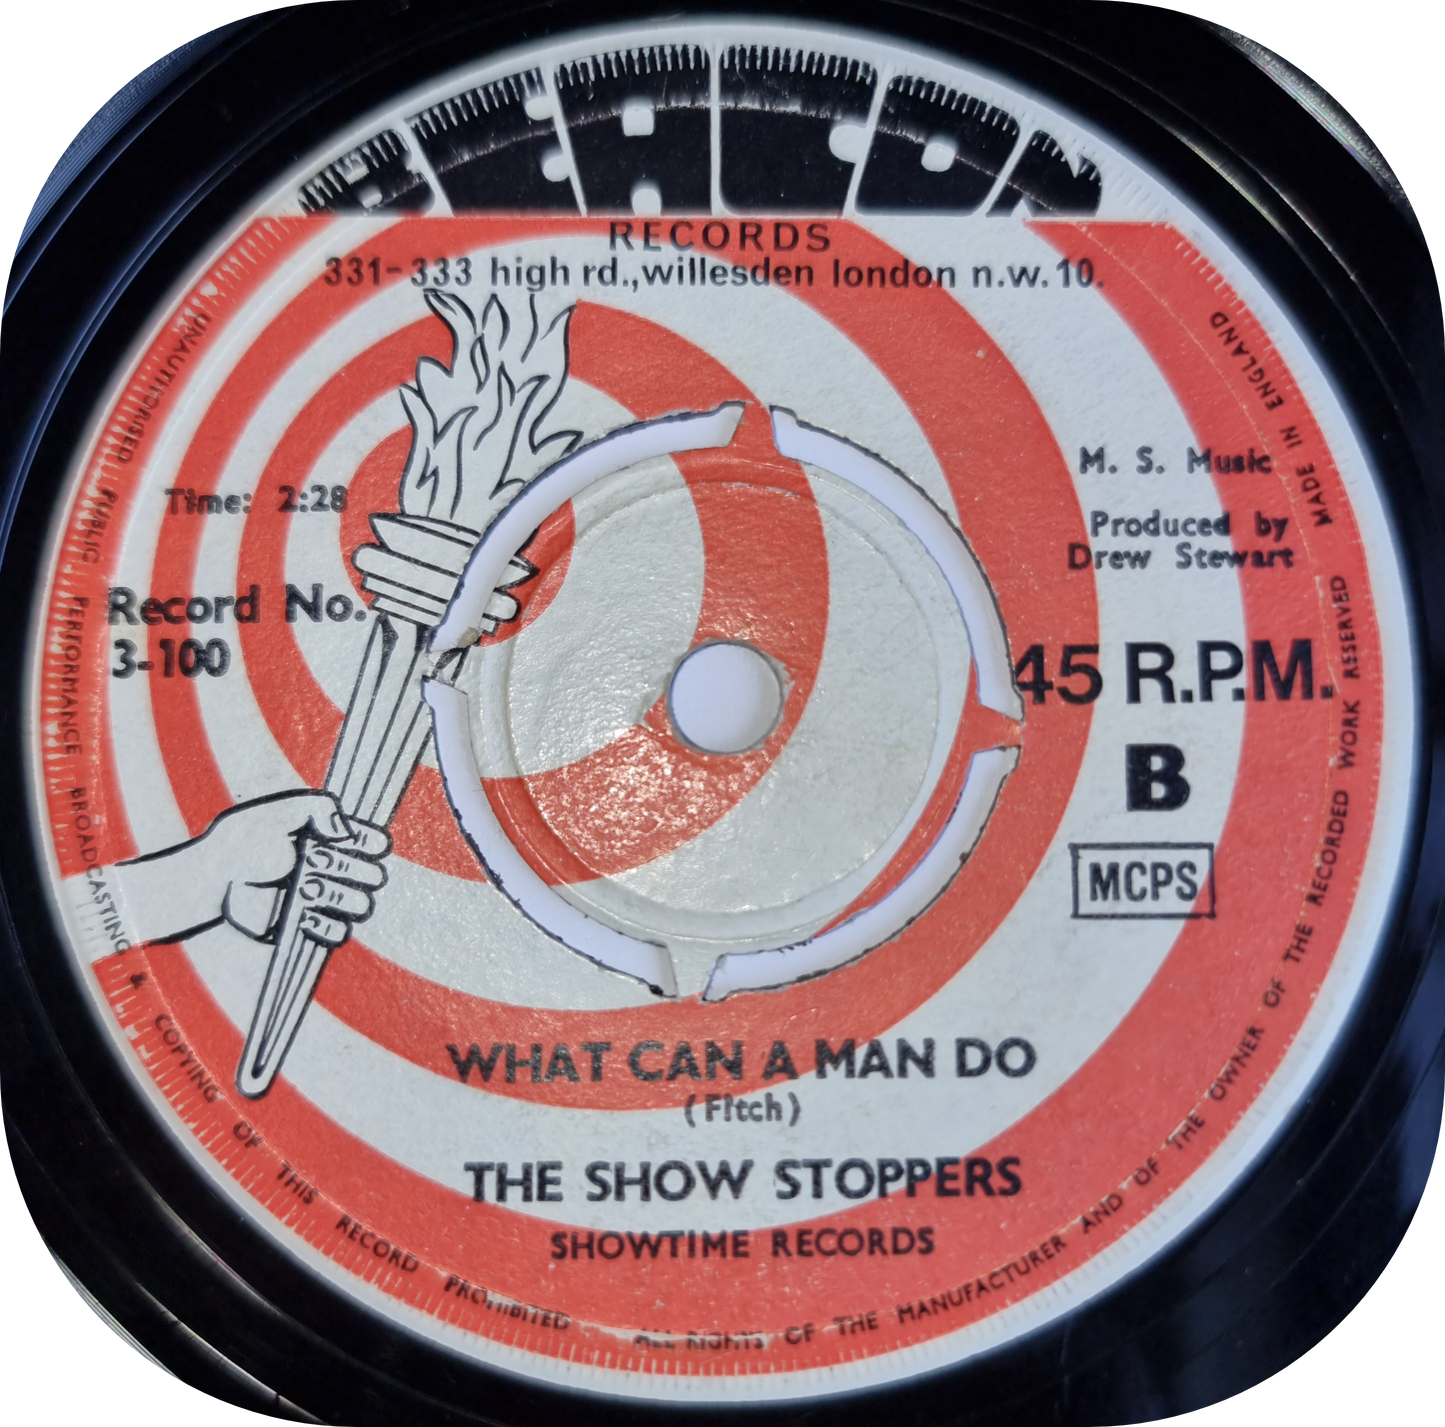 BEACON
RECORDS
331-333 high rd.,willesden london n.w.10.
Time: 2:28
Record No.
3-100
M. S. Music
Produced by
Drew Stewart
45 R.P.M.
B
MCPS
WHAT CAN A MAN DO
(Fitch)
THE SHOW STOPPERS
SHOWTIME RECORDS
UNAUTHORISED PUBLIC PERFORMANCE BROADCASTING & COPYING OF THIS RECORD PROHIBITED ALL RIGHTS OF THE MANUFACTURER AND OF THE OWNER OF THE RECORDED WORK RESERVED MADE IN ENGLAND